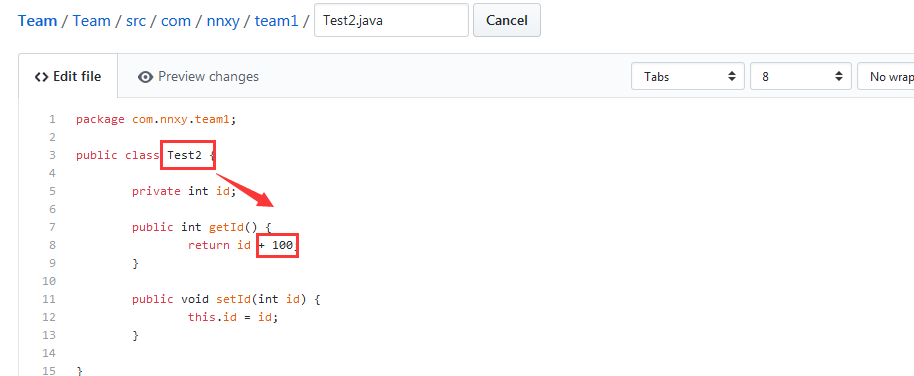 Team / Team / src / com / nnxy / team1 / Test2.java Cancel
Edit file Preview changes Tabs 8 No wrap
1 package com.nnxy.team1;
2
3 public class Test2 {
4
5 private int id;
6
7 public int getId() {
8 return id + 100;
9 }
10
11 public void setId(int id) {
12 this.id = id;
13 }
14
15 }